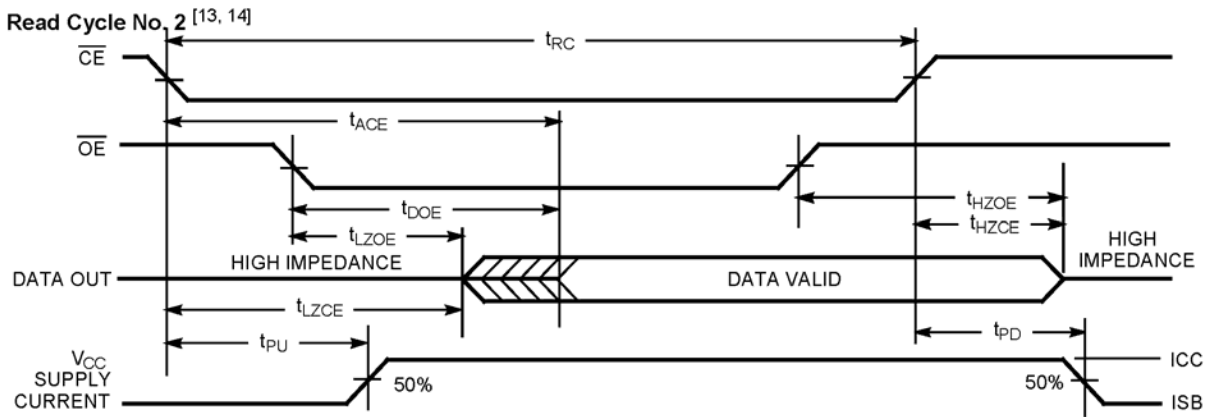 Read Cycle No. 2 [13, 14]
tRC
CE
tACE
OE
tDOE
tHZOE
tLZOE
tHZCE
HIGH IMPEDANCE
HIGH
IMPEDANCE
DATA OUT
DATA VALID
tLZCE
tPU
tPD
VCC
SUPPLY
CURRENT
50%
50%
ICC
ISB